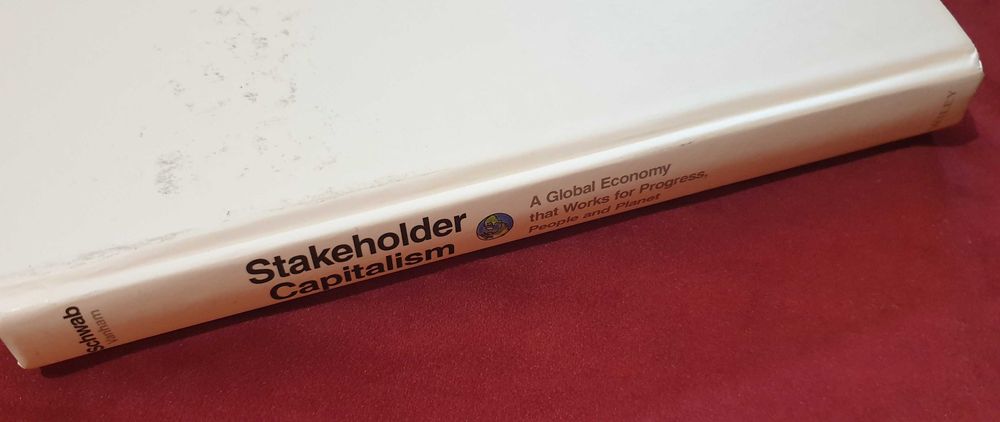 Schwab
Vanham
Stakeholder
Capitalism
A Global Economy
that Works for Progress,
People and Planet
WILEY